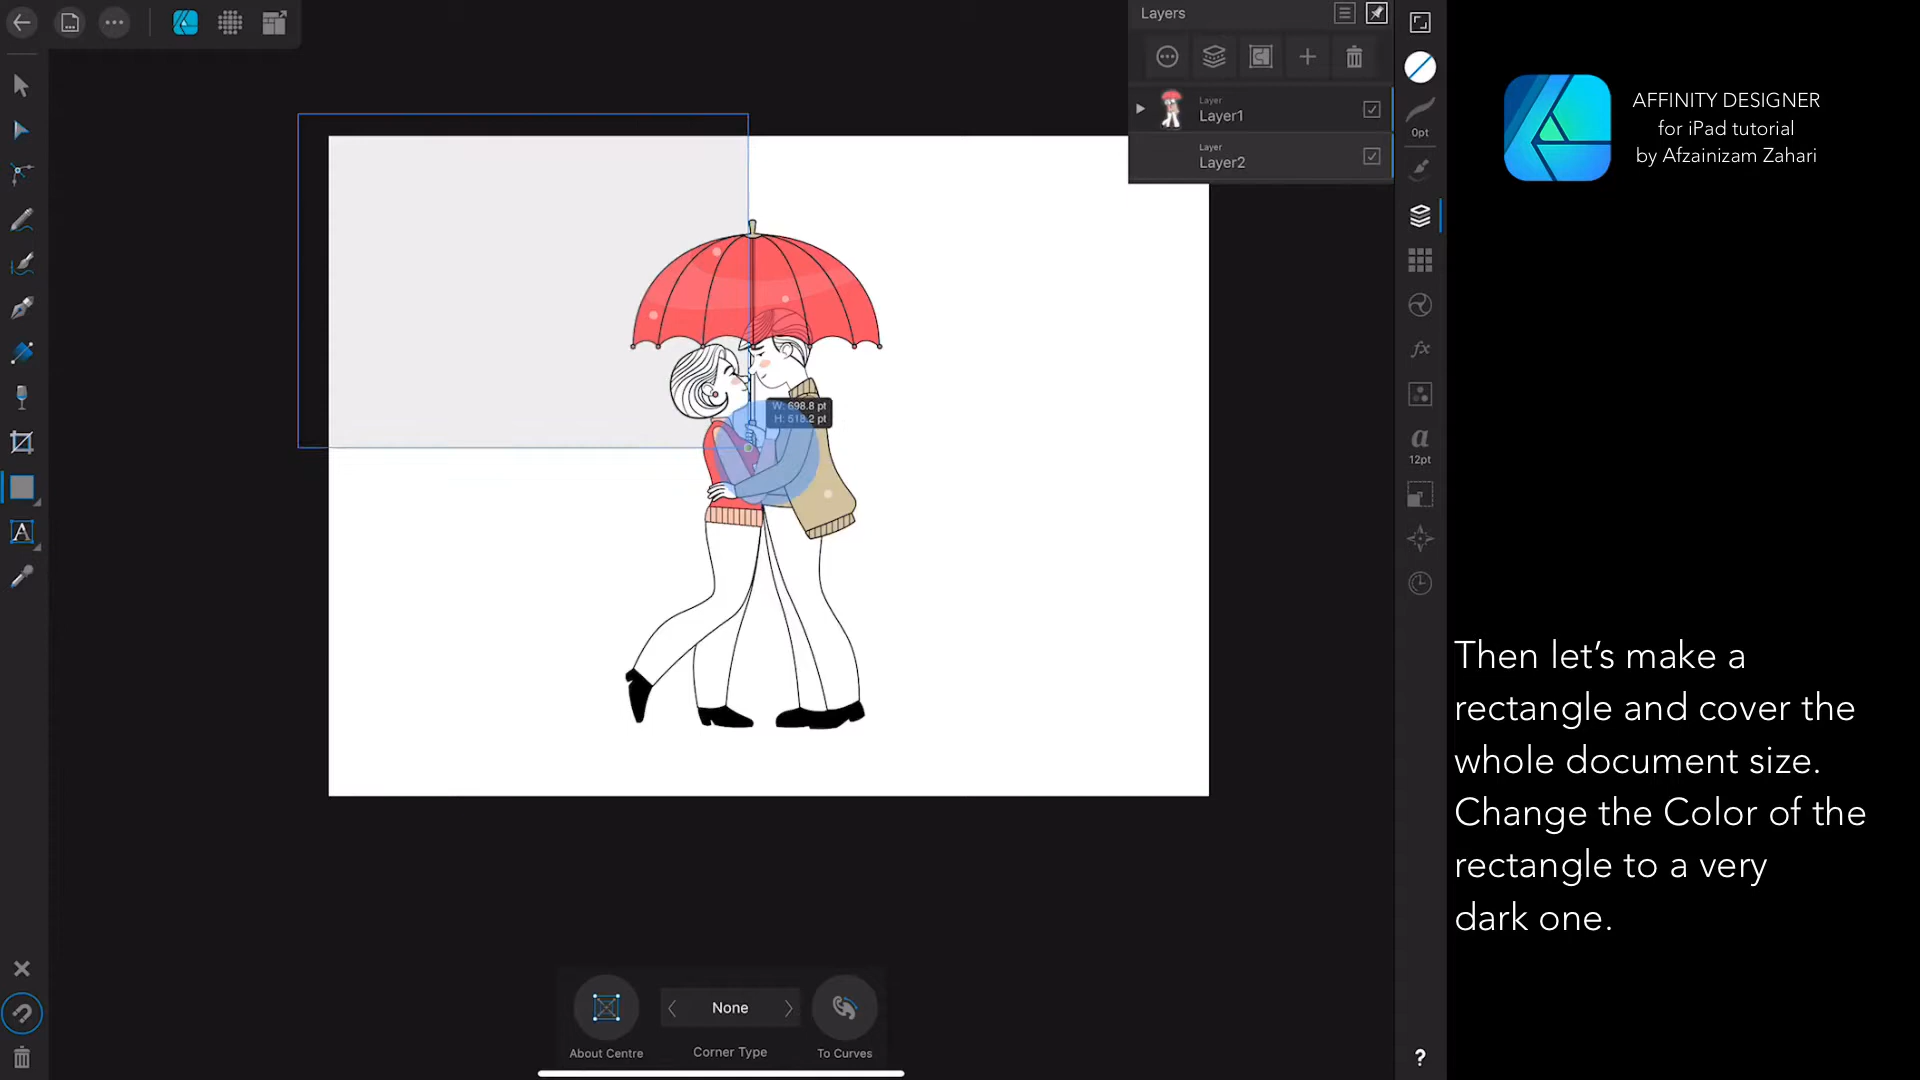 Layers
Layer
Layer1
Layer
Layer2
0pt
fx
a
12pt
A
W: 698.8 pt
H: 518.2 pt
AFFINITY DESIGNER
for iPad tutorial
by Afzainizam Zahari
Then let’s make a
rectangle and cover the
whole document size.
Change the Color of the
rectangle to a very
dark one.
None
About Centre
Corner Type
To Curves
?